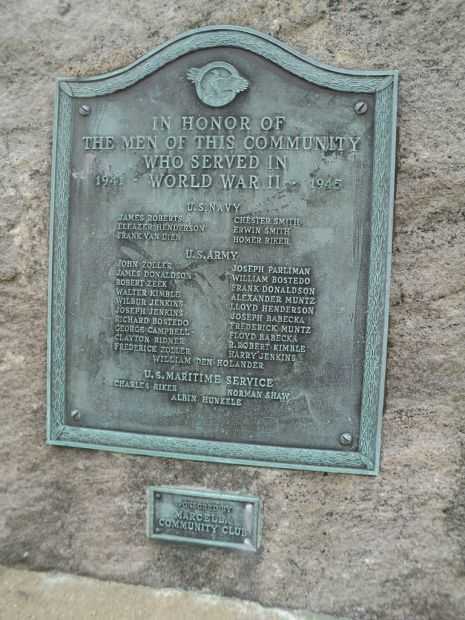 IN HONOR OF
THE MEN OF THIS COMMUNITY
WHO SERVED IN
1941 - WORLD WAR II - 1945
U.S. NAVY
JAMES ROBERTS CHESTER SMITH
ELEAZER HENDERSON ERWIN SMITH
FRANK VAN DIEN HOMER RIKER
U.S. ARMY
JOHN ZOLLER JOSEPH PARLIMAN
JAMES DONALDSON WILLIAM BOSTEDO
ROBERT ZEEK FRANK DONALDSON
WALTER KIMBLE ALEXANDER MUNTZ
WILBUR JENKINS LLOYD HENDERSON
JOSEPH JENKINS JOSEPH BABECKA
RICHARD BOSTEDO FREDERICK MUNTZ
GEORGE CAMPBELL FLOYD BABECKA
CLAYTON RIDNER R. ROBERT KIMBLE
FREDERICK ZOLLER HARRY JENKINS
WILLIAM DEN HOLANDER
U.S. MARITIME SERVICE
CHARLES RIKER NORMAN SHAW
ALBIN HUNKELE
SPONSORED BY
MARCELLA
COMMUNITY CLUB